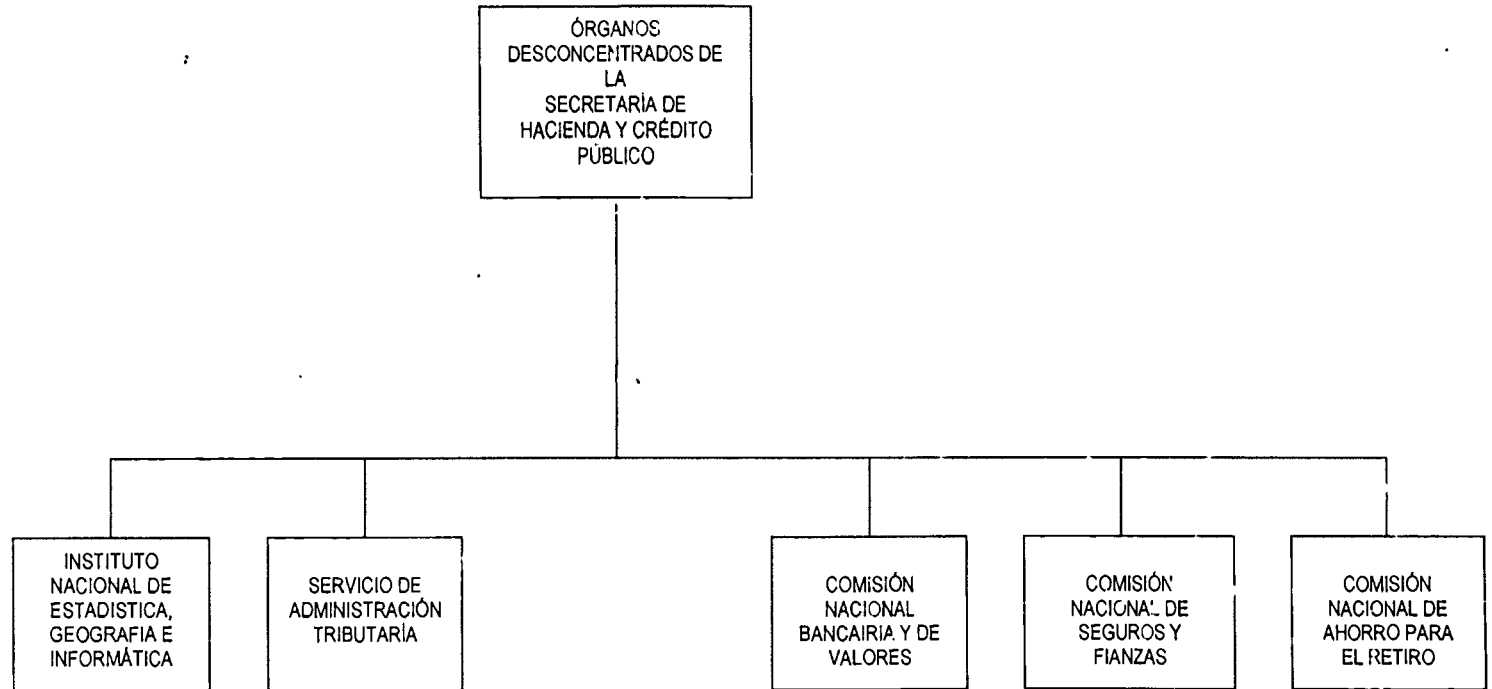 ÓRGANOS
DESCONCENTRADOS DE
LA
SECRETARÍA DE
HACIENDA Y CRÉDITO
PÚBLICO
INSTITUTO
NACIONAL DE
ESTADISTICA,
GEOGRAFIA E
INFORMÁTICA
SERVICIO DE
ADMINISTRACIÓN
TRIBUTARÍA
COMISIÓN
NACIONAL
BANCAIRIA Y DE
VALORES
COMISIÓN
NACIONAL DE
SEGUROS Y
FIANZAS
COMISIÓN
NACIONAL DE
AHORRO PARA
EL RETIRO